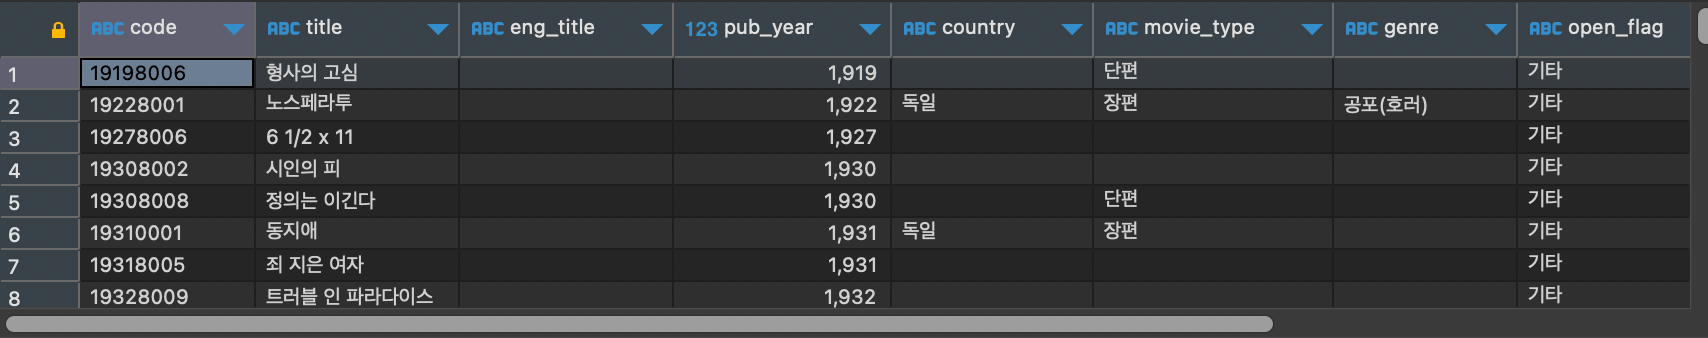 ABC code ABC title ABC eng_title 123 pub_year ABC country ABC movie_type ABC genre ABC open_flag
1 19198006 형사의 고심 1,919 단편 기타
2 19228001 노스페라투 1,922 독일 장편 공포(호러) 기타
3 19278006 6 1/2 x 11 1,927 기타
4 19308002 시인의 피 1,930 기타
5 19308008 정의는 이긴다 1,930 단편 기타
6 19310001 동지애 1,931 독일 장편 기타
7 19318005 죄 지은 여자 1,931 기타
8 19328009 트러블 인 파라다이스 1,932 기타